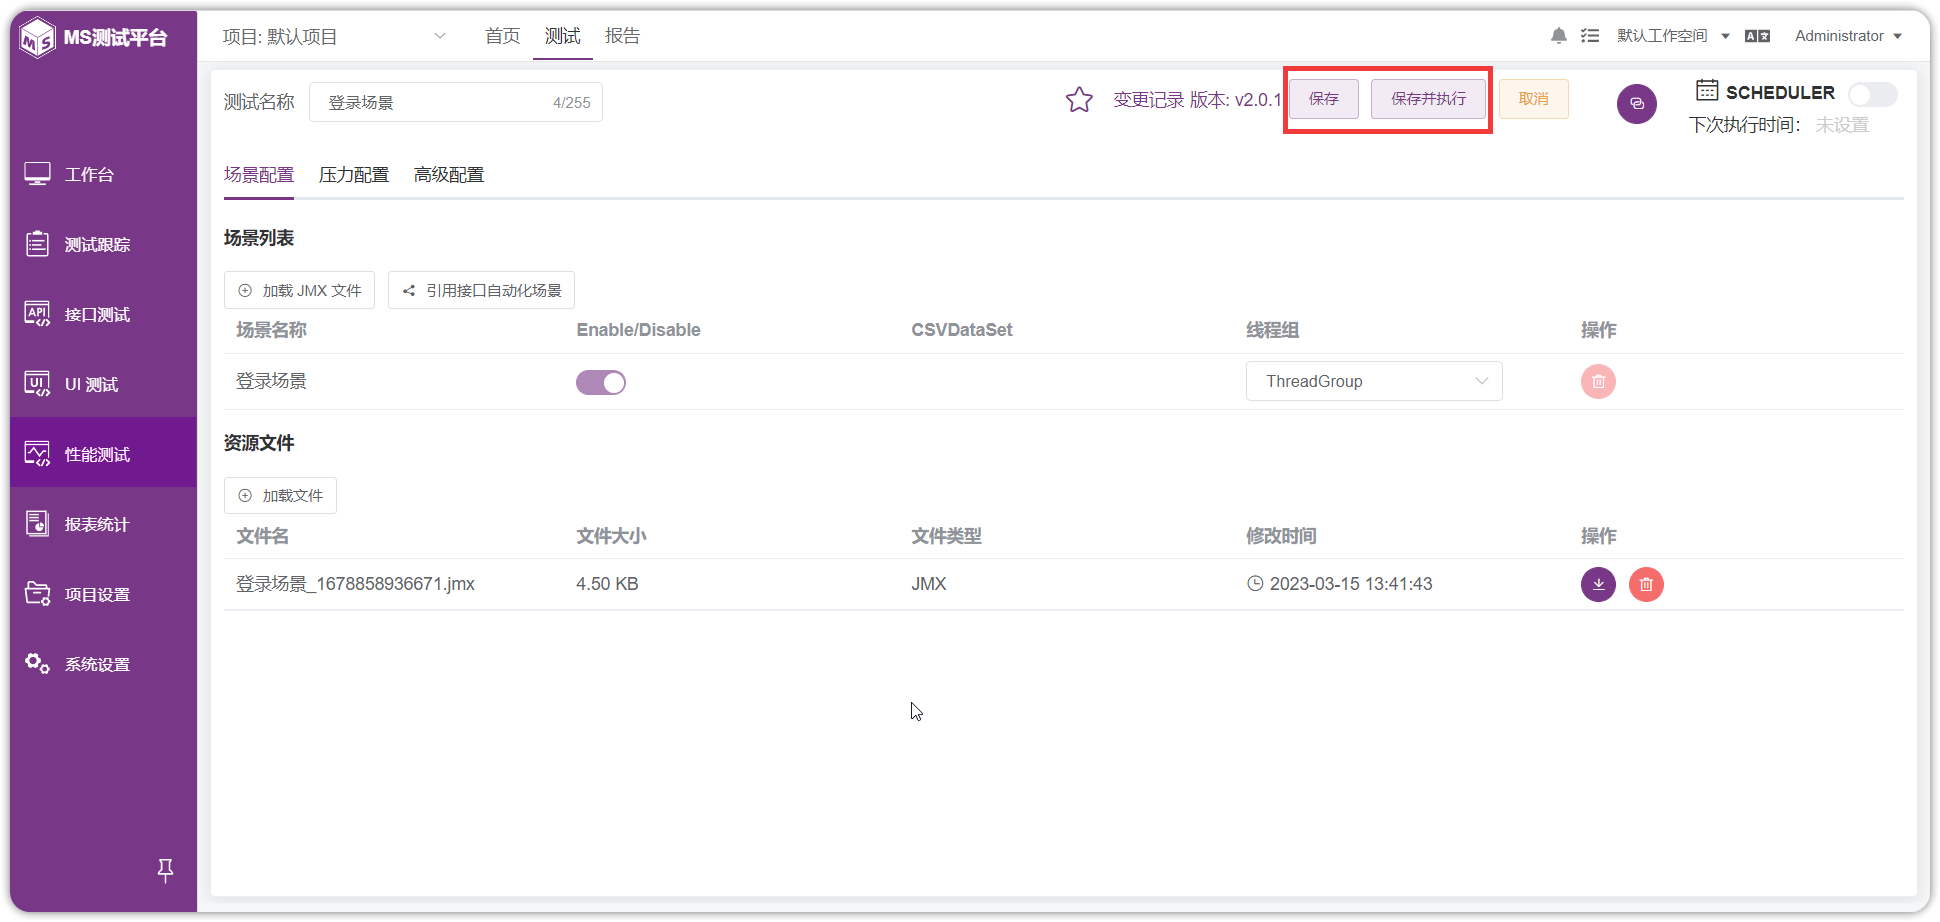 MS测试平台
项目: 默认项目
首页
测试
报告
默认工作空间
Administrator
工作台
测试跟踪
接口测试
UI 测试
性能测试
报表统计
项目设置
系统设置
测试名称
登录场景
4/255
变更记录 版本: v2.0.1
保存
保存并执行
取消
SCHEDULER
下次执行时间： 未设置
场景配置
压力配置
高级配置
场景列表
加载 JMX 文件
引用接口自动化场景
场景名称 Enable/Disable CSVDataSet 线程组 操作
登录场景 ThreadGroup
资源文件
加载文件
文件名 文件大小 文件类型 修改时间 操作
登录场景_1678858936671.jmx 4.50 KB JMX 2023-03-15 13:41:43